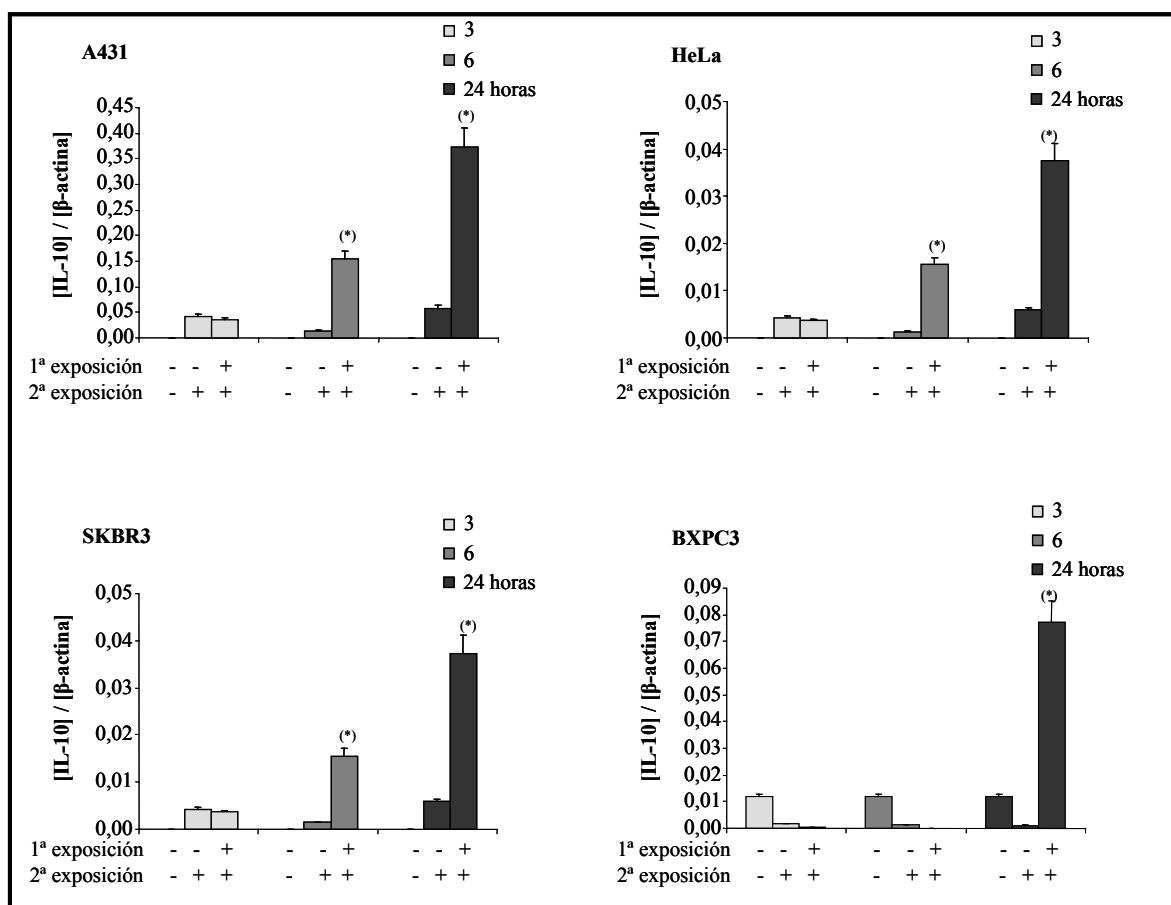 A431
3
6
24 horas
[IL-10] / [β-actina]
0,45
0,40
0,35
0,30
0,25
0,20
0,15
0,10
0,05
0,00
(*)
(*)
1ª exposición - - + - - + - - +
2ª exposición - + + - + + - + +
HeLa
3
6
24 horas
[IL-10] / [β-actina]
0,05
0,04
0,03
0,02
0,01
0,00
(*)
(*)
1ª exposición - - + - - + - - +
2ª exposición - + + - + + - + +
SKBR3
3
6
24 horas
[IL-10] / [β-actina]
0,05
0,04
0,03
0,02
0,01
0,00
(*)
(*)
1ª exposición - - + - - + - - +
2ª exposición - + + - + + - + +
BXPC3
3
6
24 horas
[IL-10] / [β-actina]
0,09
0,08
0,07
0,06
0,05
0,04
0,03
0,02
0,01
0,00
(*)
1ª exposición - - + - - + - - +
2ª exposición - + + - + + - + +